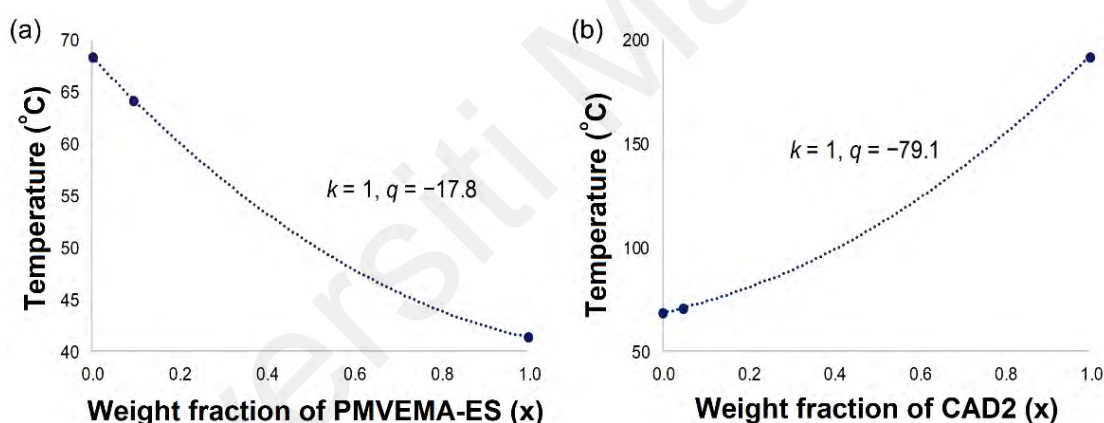 (a)
70
65
60
55
50
45
40
Temperature (°C)
k = 1, q = −17.8
0.0 0.2 0.4 0.6 0.8 1.0
Weight fraction of PMVEMA-ES (x)
(b)
200
150
100
50
Temperature (°C)
k = 1, q = −79.1
0.0 0.2 0.4 0.6 0.8 1.0
Weight fraction of CAD2 (x)
versiti Ma